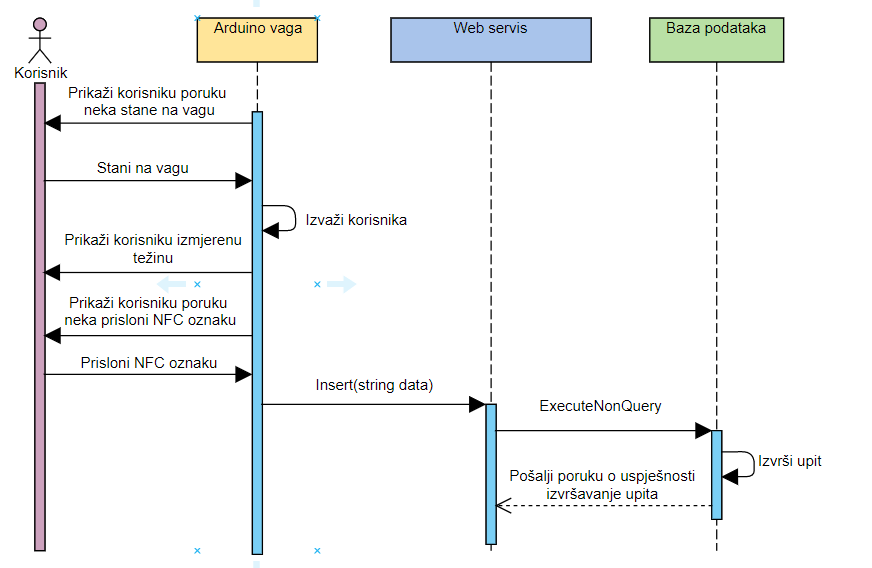 Arduino vaga
Web servis
Baza podataka
Korisnik
Prikaži korisniku poruku
neka stane na vagu
Stani na vagu
Izvaži korisnika
Prikaži korisniku izmjerenu
težinu
Prikaži korisniku poruku
neka prisloni NFC oznaku
Prisloni NFC oznaku
Insert(string data)
ExecuteNonQuery
Izvrši upit
Pošalji poruku o uspješnosti
izvršavanje upita